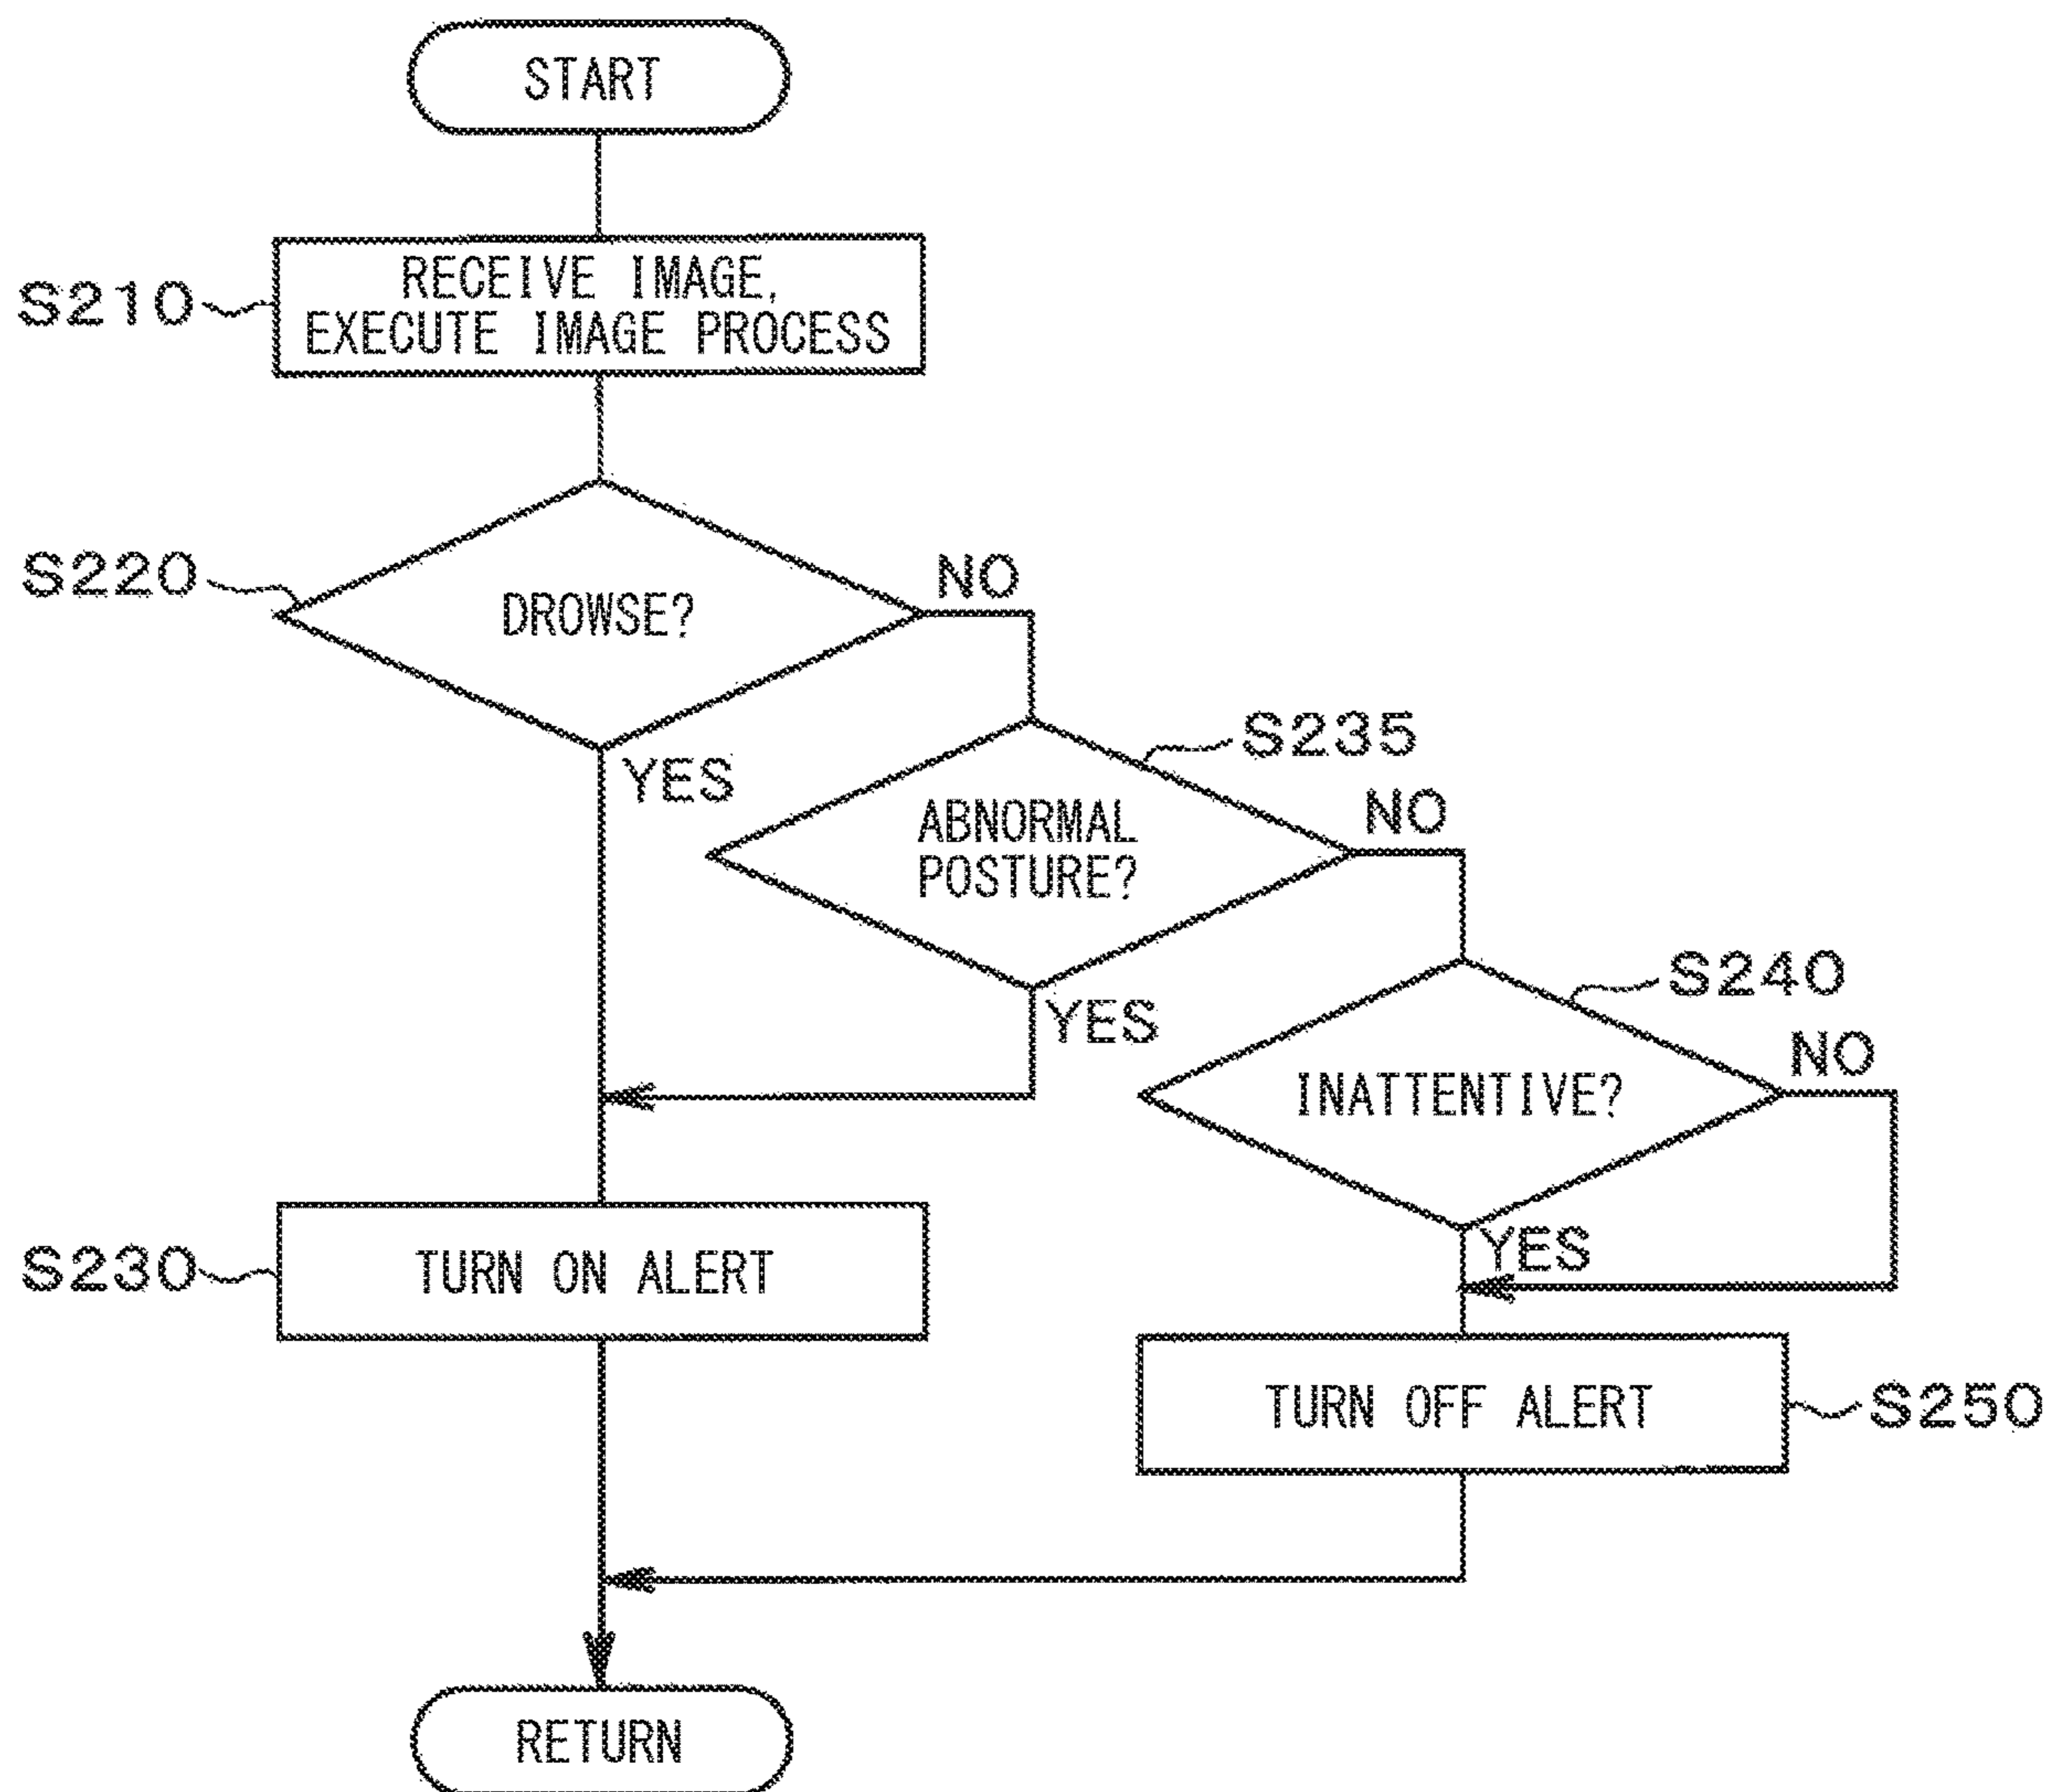 START
S210
RECEIVE IMAGE,
EXECUTE IMAGE PROCESS
S220
DROWSE?
NO
YES
S235
ABNORMAL
POSTURE?
NO
YES
S240
INATTENTIVE?
NO
YES
S230
TURN ON ALERT
TURN OFF ALERT
S250
RETURN